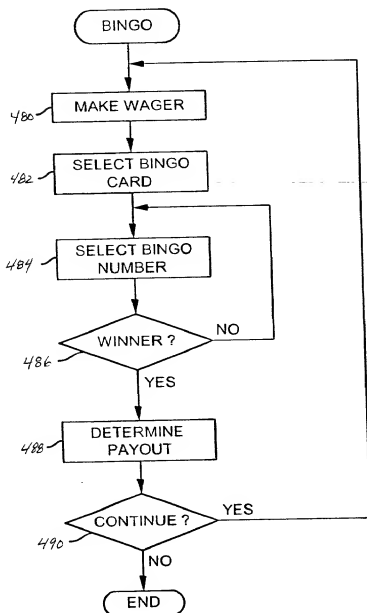 BINGO
480
MAKE WAGER
482
SELECT BINGO
CARD
484
SELECT BINGO
NUMBER
486
WINNER ?
NO
YES
488
DETERMINE
PAYOUT
490
CONTINUE ?
YES
NO
END